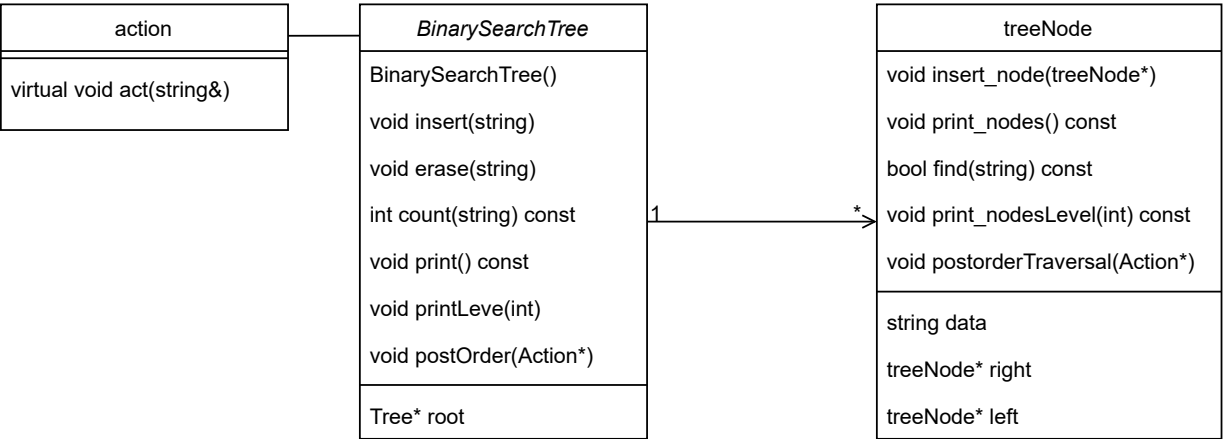 action
virtual void act(string&)
BinarySearchTree
BinarySearchTree()
void insert(string)
void erase(string)
int count(string) const
void print() const
void printLeve(int)
void postOrder(Action*)
Tree* root
1
*
treeNode
void insert_node(treeNode*)
void print_nodes() const
bool find(string) const
void print_nodesLevel(int) const
void postorderTraversal(Action*)
string data
treeNode* right
treeNode* left